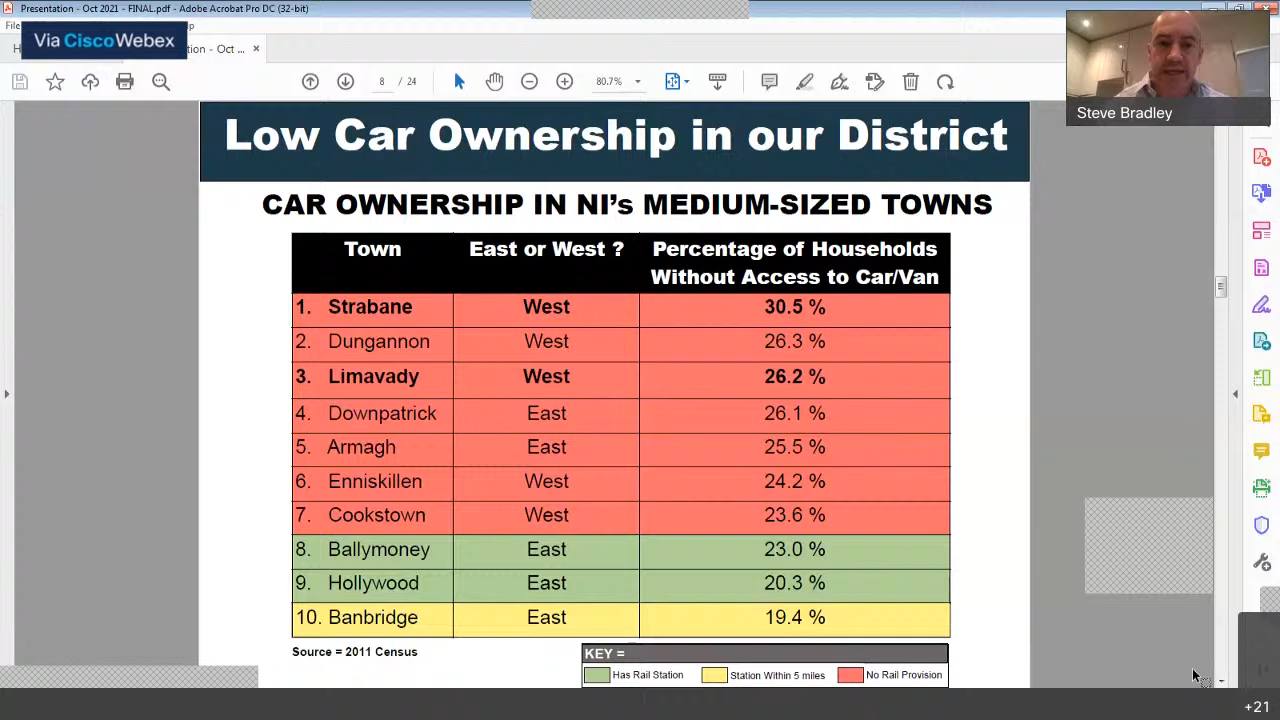 Presentation - Oct 2021 - FINAL.pdf - Adobe Acrobat Pro DC (32-bit)
Via Cisco Webex
tion - Oct ...
8 / 24
80.7%
Steve Bradley
Low Car Ownership in our District
CAR OWNERSHIP IN NI's MEDIUM-SIZED TOWNS
Town East or West ? Percentage of Households Without Access to Car/Van
1. Strabane West 30.5 %
2. Dungannon West 26.3 %
3. Limavady West 26.2 %
4. Downpatrick East 26.1 %
5. Armagh East 25.5 %
6. Enniskillen West 24.2 %
7. Cookstown West 23.6 %
8. Ballymoney East 23.0 %
9. Hollywood East 20.3 %
10. Banbridge East 19.4 %
Source = 2011 Census
KEY =
Has Rail Station Station Within 5 miles No Rail Provision
+21